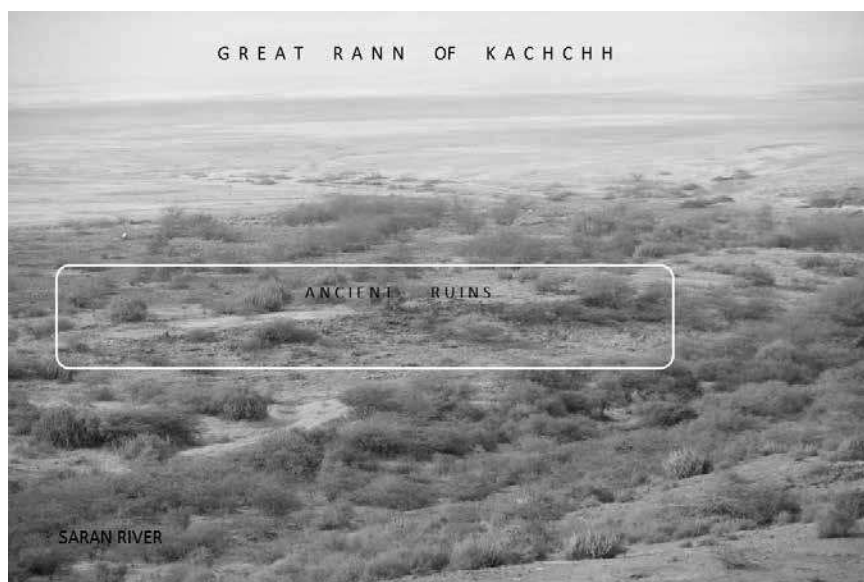 GREAT RANN OF KACHCHH
ANCIENT RUINS
SARAN RIVER